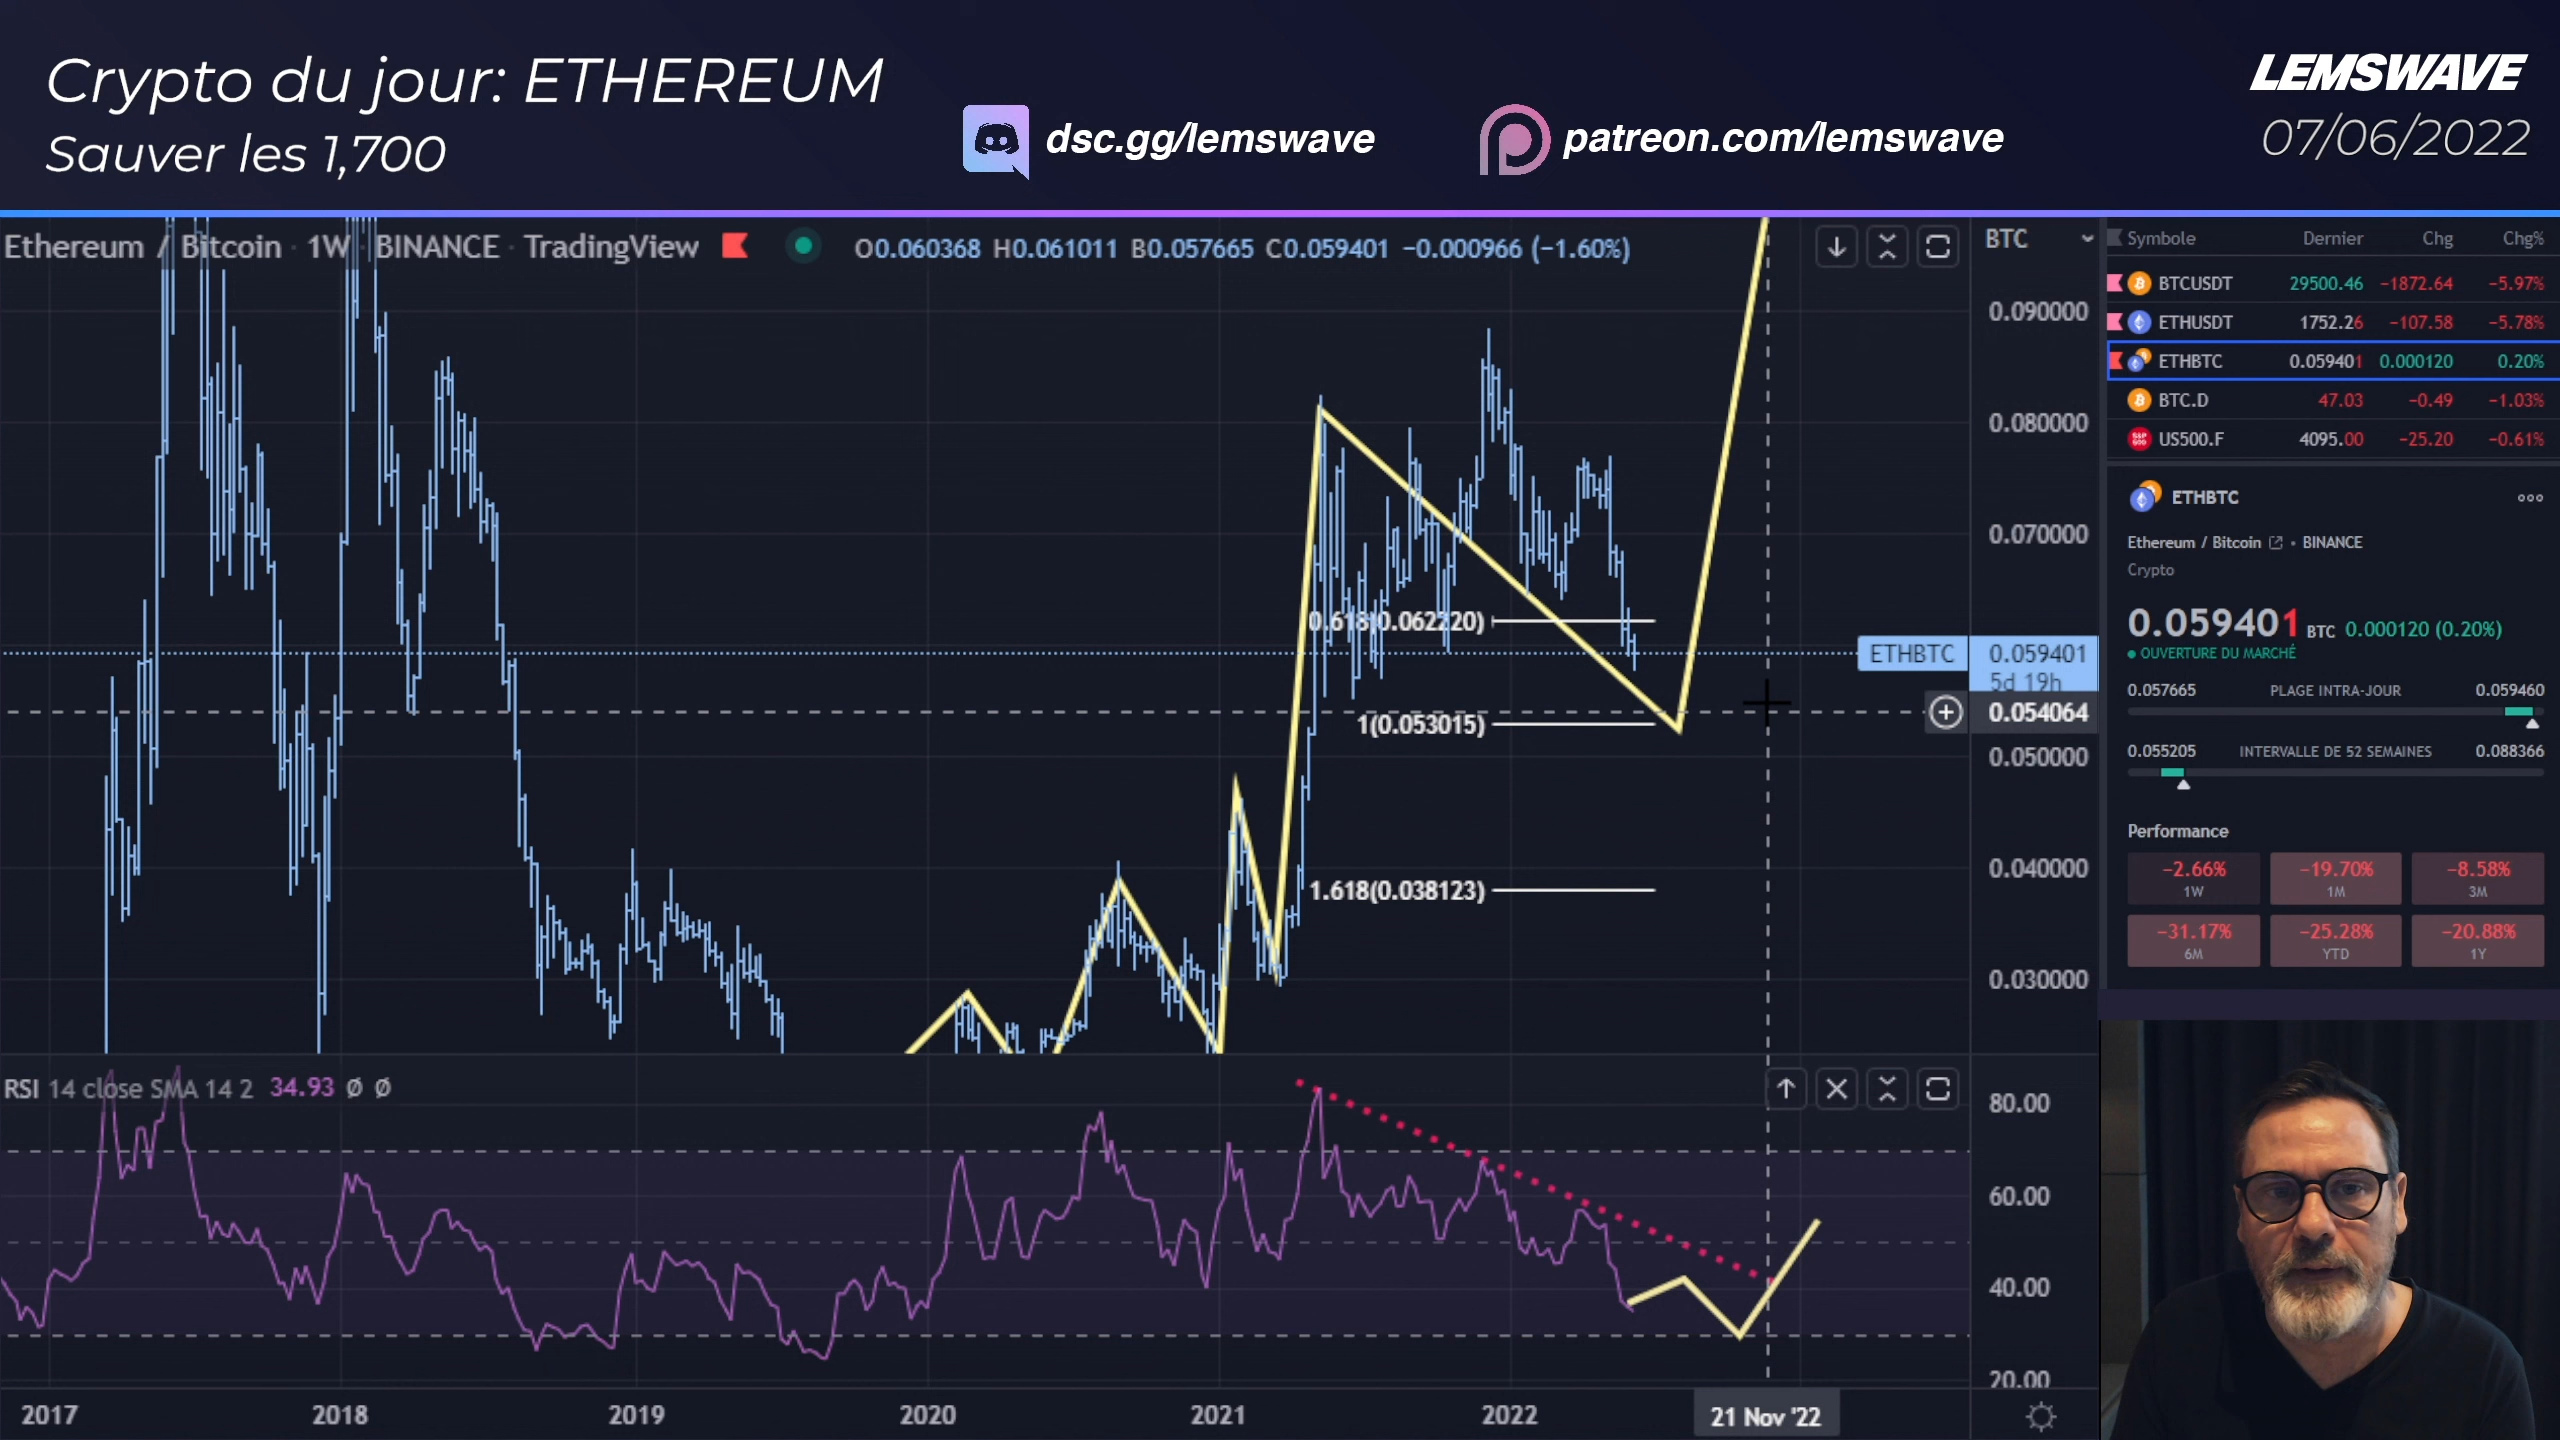 Crypto du jour: ETHEREUM
Sauver les 1,700
dsc.gg/lemswave
patreon.com/lemswave
LEMSWAVE
07/06/2022
Ethereum / Bitcoin · 1W · BINANCE · TradingView
O0.060368 H0.061011 B0.057665 C0.059401 −0.000966 (−1.60%)
BTC
0.090000
0.080000
0.070000
0.618(0.062220)
ETHBTC 0.059401
5d 19h
0.054064
1(0.053015)
0.050000
0.040000
1.618(0.038123)
0.030000
RSI 14 close SMA 14 2 34.93 Ø Ø
80.00
60.00
40.00
20.00
2017 2018 2019 2020 2021 2022 21 Nov '22
Symbole Dernier Chg Chg%
BTCUSDT 29500.46 −1872.64 −5.97%
ETHUSDT 1752.26 −107.58 −5.78%
ETHBTC 0.059401 0.000120 0.20%
BTC.D 47.03 −0.49 −1.03%
US500.F 4095.00 −25.20 −0.61%
ETHBTC
Ethereum / Bitcoin • BINANCE
Crypto
0.059401 BTC 0.000120 (0.20%)
OUVERTURE DU MARCHÉ
0.057665 PLAGE INTRA-JOUR 0.059460
0.055205 INTERVALLE DE 52 SEMAINES 0.088366
Performance
−2.66% −19.70% −8.58%
1W 1M 3M
−31.17% −25.28% −20.88%
6M YTD 1Y